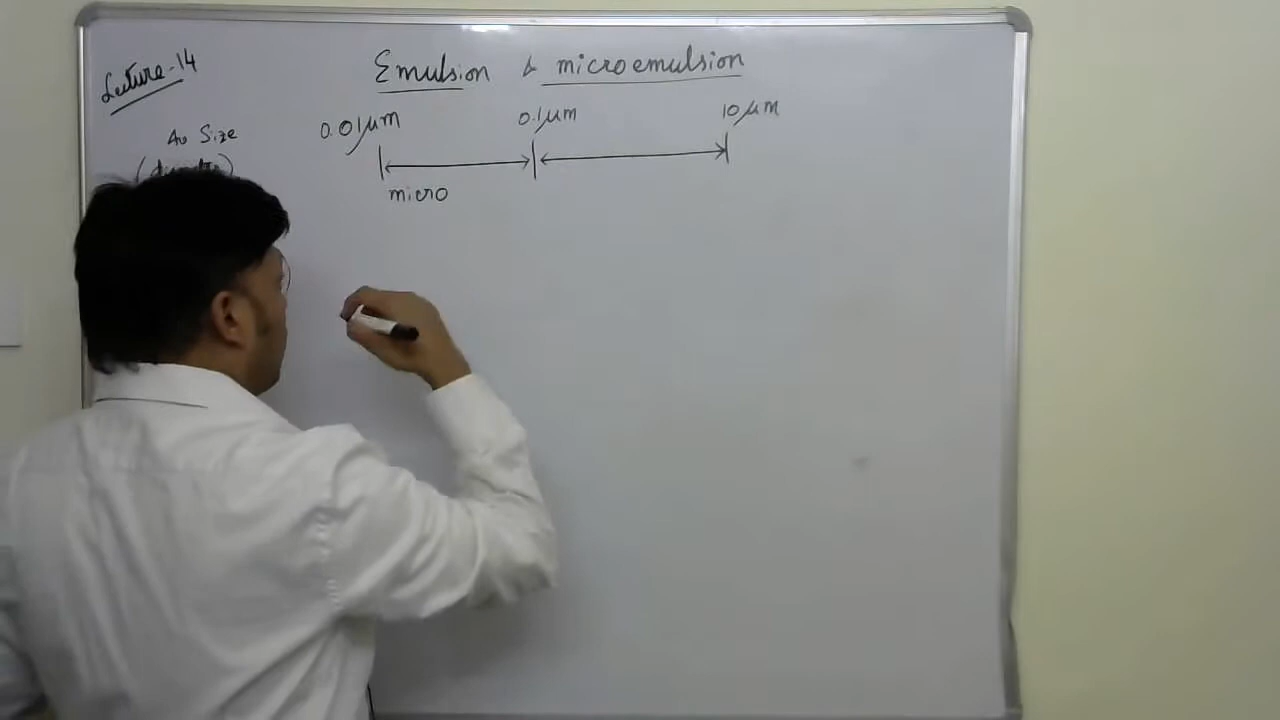 Lecture-14
Emulsion & microemulsion
Av Size
0.01μm 0.1μm 10μm
micro